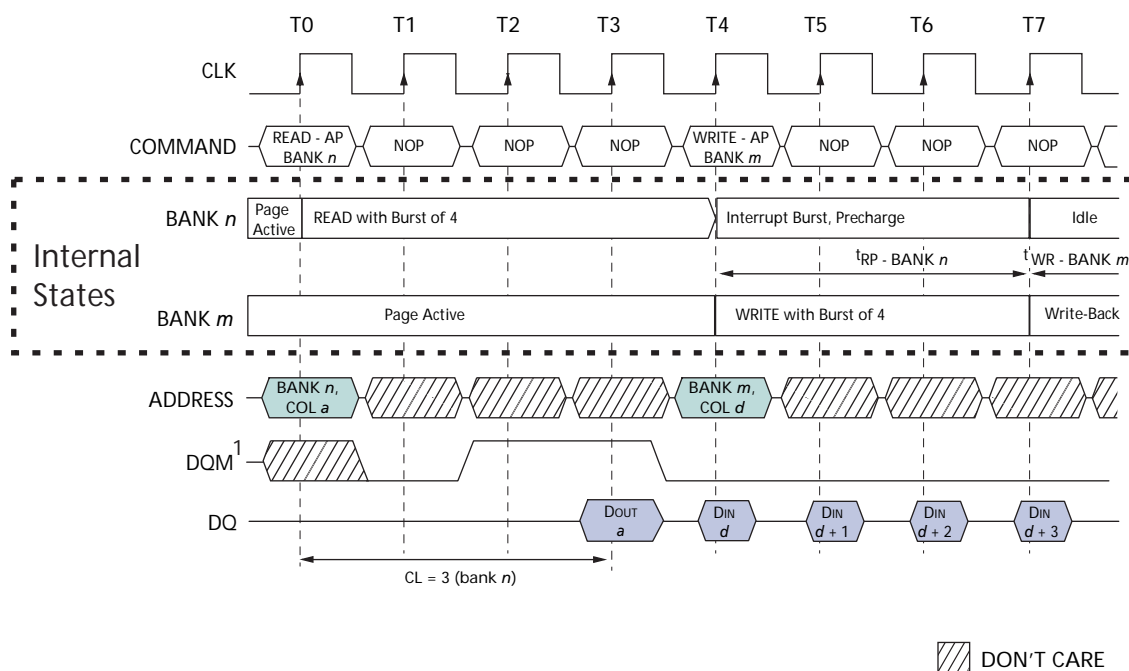 T0 T1 T2 T3 T4 T5 T6 T7
CLK
COMMAND
READ - AP
BANK n
NOP
NOP
NOP
WRITE - AP
BANK m
NOP
NOP
NOP
Internal
States
BANK n
Page
Active
READ with Burst of 4
Interrupt Burst, Precharge
Idle
tRP - BANK n
tWR - BANK m
BANK m
Page Active
WRITE with Burst of 4
Write-Back
ADDRESS
BANK n,
COL a
BANK m,
COL d
DQM1
DQ
DOUT
a
DIN
d
DIN
d + 1
DIN
d + 2
DIN
d + 3
CL = 3 (bank n)
DON'T CARE